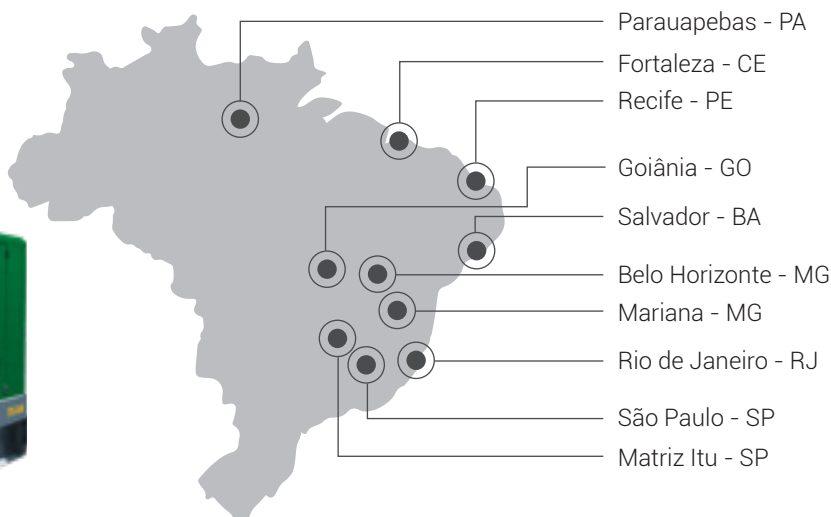 Parauapebas - PA
Fortaleza - CE
Recife - PE
Goiânia - GO
Salvador - BA
Belo Horizonte - MG
Mariana - MG
Rio de Janeiro - RJ
São Paulo - SP
Matriz Itu - SP